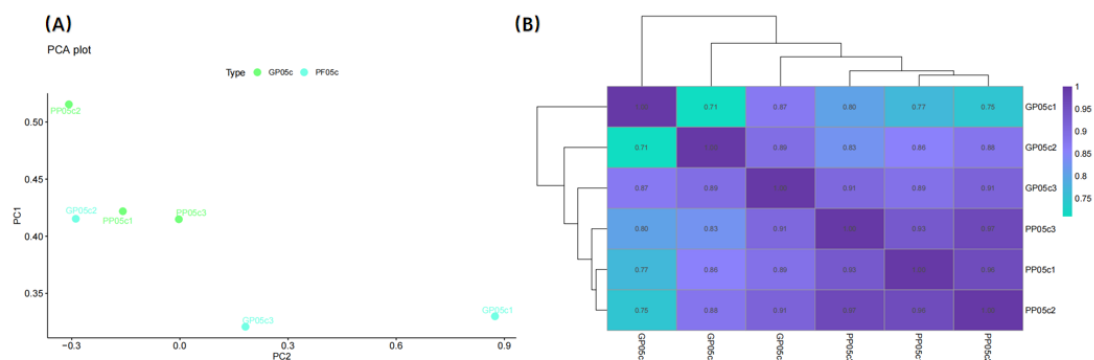 (A)
PCA plot
Type GP05c PF05c
PC1
0.50
0.45
0.40
0.35
PP05c2
GP05c2
PP05c1
PP05c3
GP05c3
GP05c1
−0.3 0.0 0.3 0.6 0.9
PC2
(B)
0.71 0.87 0.80 0.77 0.75 GP05c1
0.71 0.89 0.83 0.86 0.88 GP05c2
0.87 0.89 0.91 0.89 0.91 GP05c3
0.80 0.83 0.91 0.93 0.97 PP05c3
0.77 0.86 0.89 0.93 0.96 PP05c1
0.75 0.88 0.91 0.97 0.96 PP05c2
1
0.95
0.9
0.85
0.8
0.75